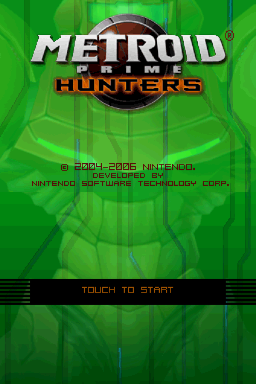 METROID®
PRIME
HUNTERS
© 2004-2006 NINTENDO.
DEVELOPED BY
NINTENDO SOFTWARE TECHNOLOGY CORP.
TOUCH TO START